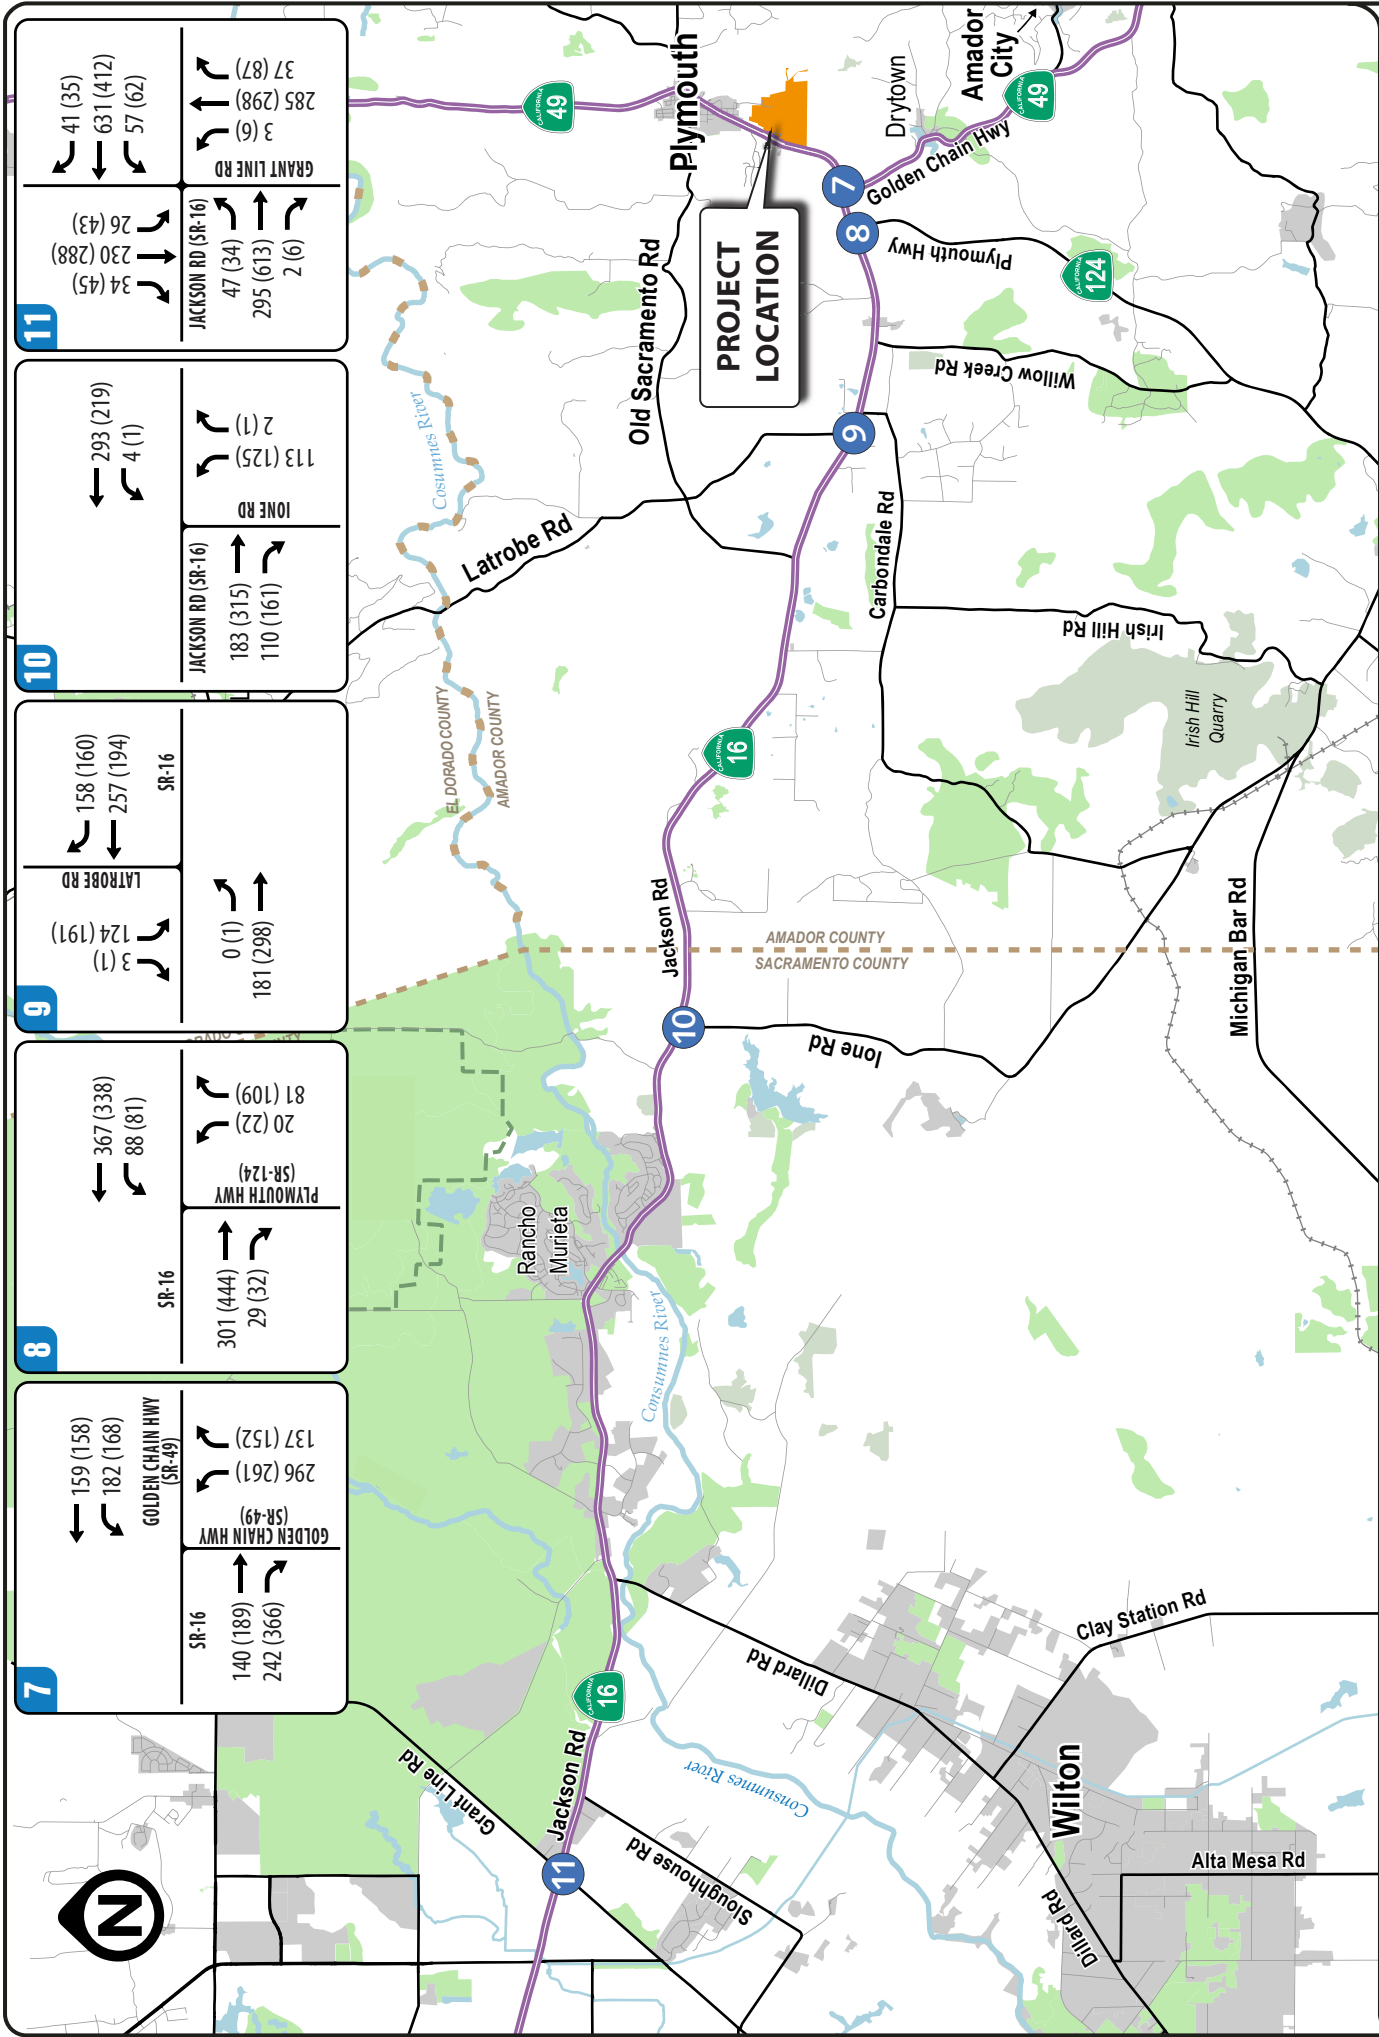 7
SR-16
140 (189)
242 (366)
159 (158)
182 (168)
GOLDEN CHAIN HWY
(SR-49)
GOLDEN CHAIN HWY
(SR-49)
296 (261)
137 (152)
8
SR-16
301 (444)
29 (32)
367 (338)
88 (81)
PLYMOUTH HWY
(SR-124)
20 (22)
81 (109)
9
3 (1)
124 (191)
LATROBE RD
158 (160)
257 (194)
SR-16
0 (1)
181 (298)
10
JACKSON RD (SR-16)
183 (315)
110 (161)
293 (219)
4 (1)
IONE RD
113 (125)
2 (1)
11
34 (45)
230 (288)
26 (43)
41 (35)
631 (412)
57 (62)
JACKSON RD (SR-16)
47 (34)
295 (613)
2 (6)
GRANT LINE RD
3 (6)
285 (298)
37 (87)
N
Grant Line Rd
11
Jackson Rd
CALIFORNIA
16
Sloughhouse Rd
Consumnes River
Dillard Rd
Wilton
Dillard Rd
Alta Mesa Rd
Clay Station Rd
Rancho
Murieta
Consumnes River
10
Jackson Rd
Ione Rd
Michigan Bar Rd
EL DORADO COUNTY
AMADOR COUNTY
AMADOR COUNTY
SACRAMENTO COUNTY
CALIFORNIA
16
Latrobe Rd
Cosumnes River
Old Sacramento Rd
Carbondale Rd
Irish Hill Rd
Irish Hill
Quarry
9
Willow Creek Rd
PROJECT
LOCATION
8
Plymouth Hwy
CALIFORNIA
124
7
Golden Chain Hwy
Plymouth
CALIFORNIA
49
Drytown
Amador
City
CALIFORNIA
49